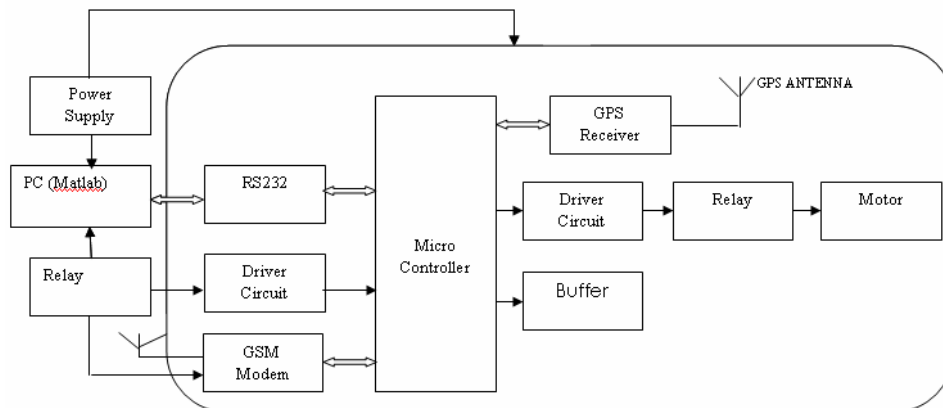 Power
Supply
GPS ANTENNA
GPS
Receiver
PC (Matlab)
RS232
Driver
Circuit
Relay
Motor
Micro
Controller
Relay
Driver
Circuit
Buffer
GSM
Modem